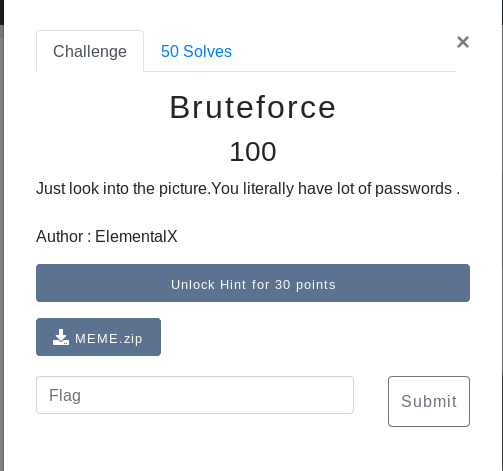 Challenge
50 Solves
×
Bruteforce
100
Just look into the picture.You literally have lot of passwords .
Author : ElementalX
Unlock Hint for 30 points
MEME.zip
Flag
Submit